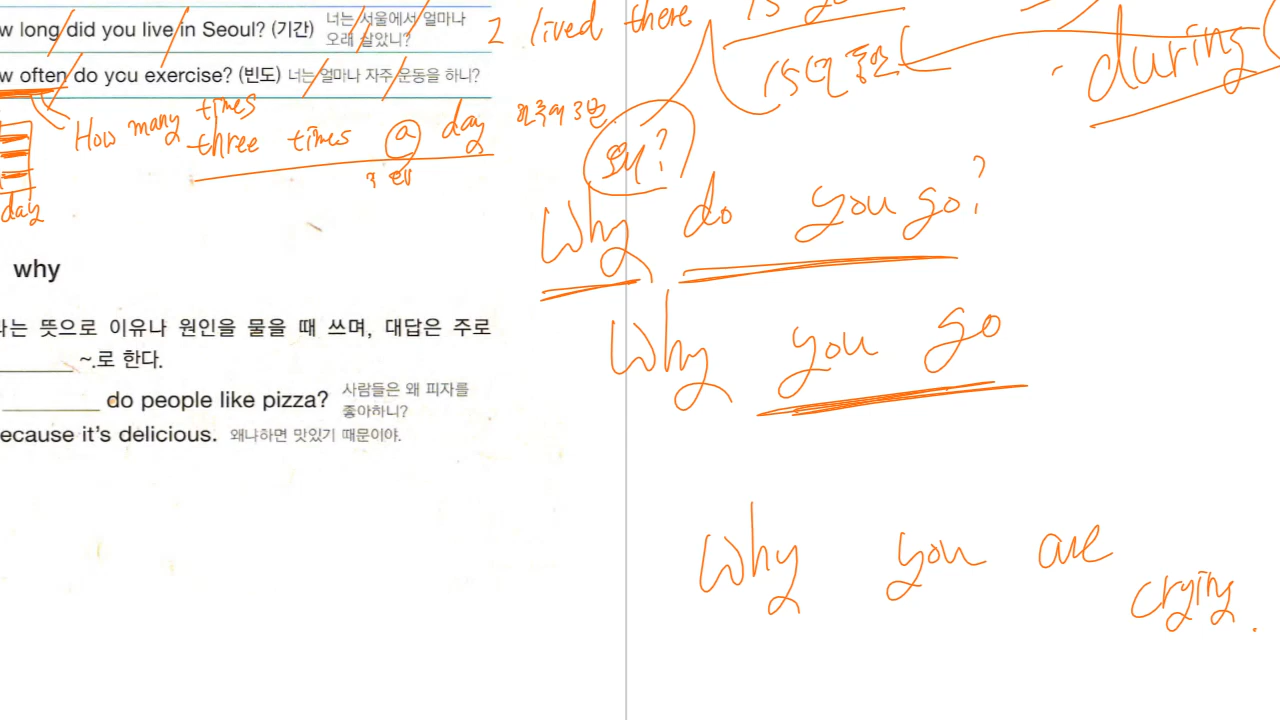 w long did you live in Seoul? (기간) 너는 서울에서 얼마나
오래 살았니?
w often do you exercise? (빈도) 너는 얼마나 자주 운동을 하니?
How many times
three times a day
day
I lived there
15년 동안
during
왜?
Why do you go?
Why you go
why
라는 뜻으로 이유나 원인을 물을 때 쓰며, 대답은 주로
~.로 한다.
do people like pizza? 사람들은 왜 피자를
좋아하니?
ecause it's delicious. 왜냐하면 맛있기 때문이야.
Why you are
crying.